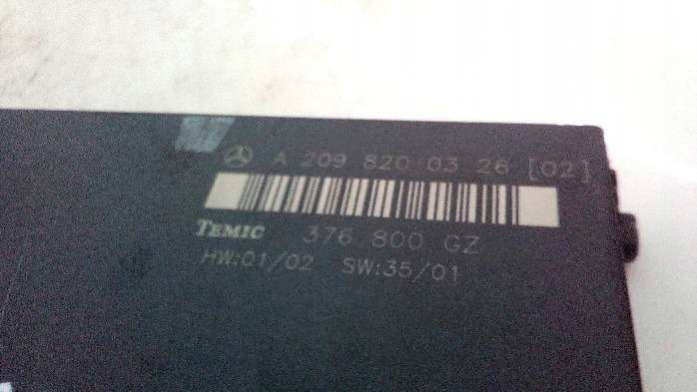 A 209 820 03 26 [02]
TEMIC 376 800 GZ
HW:01/02 SW:35/01